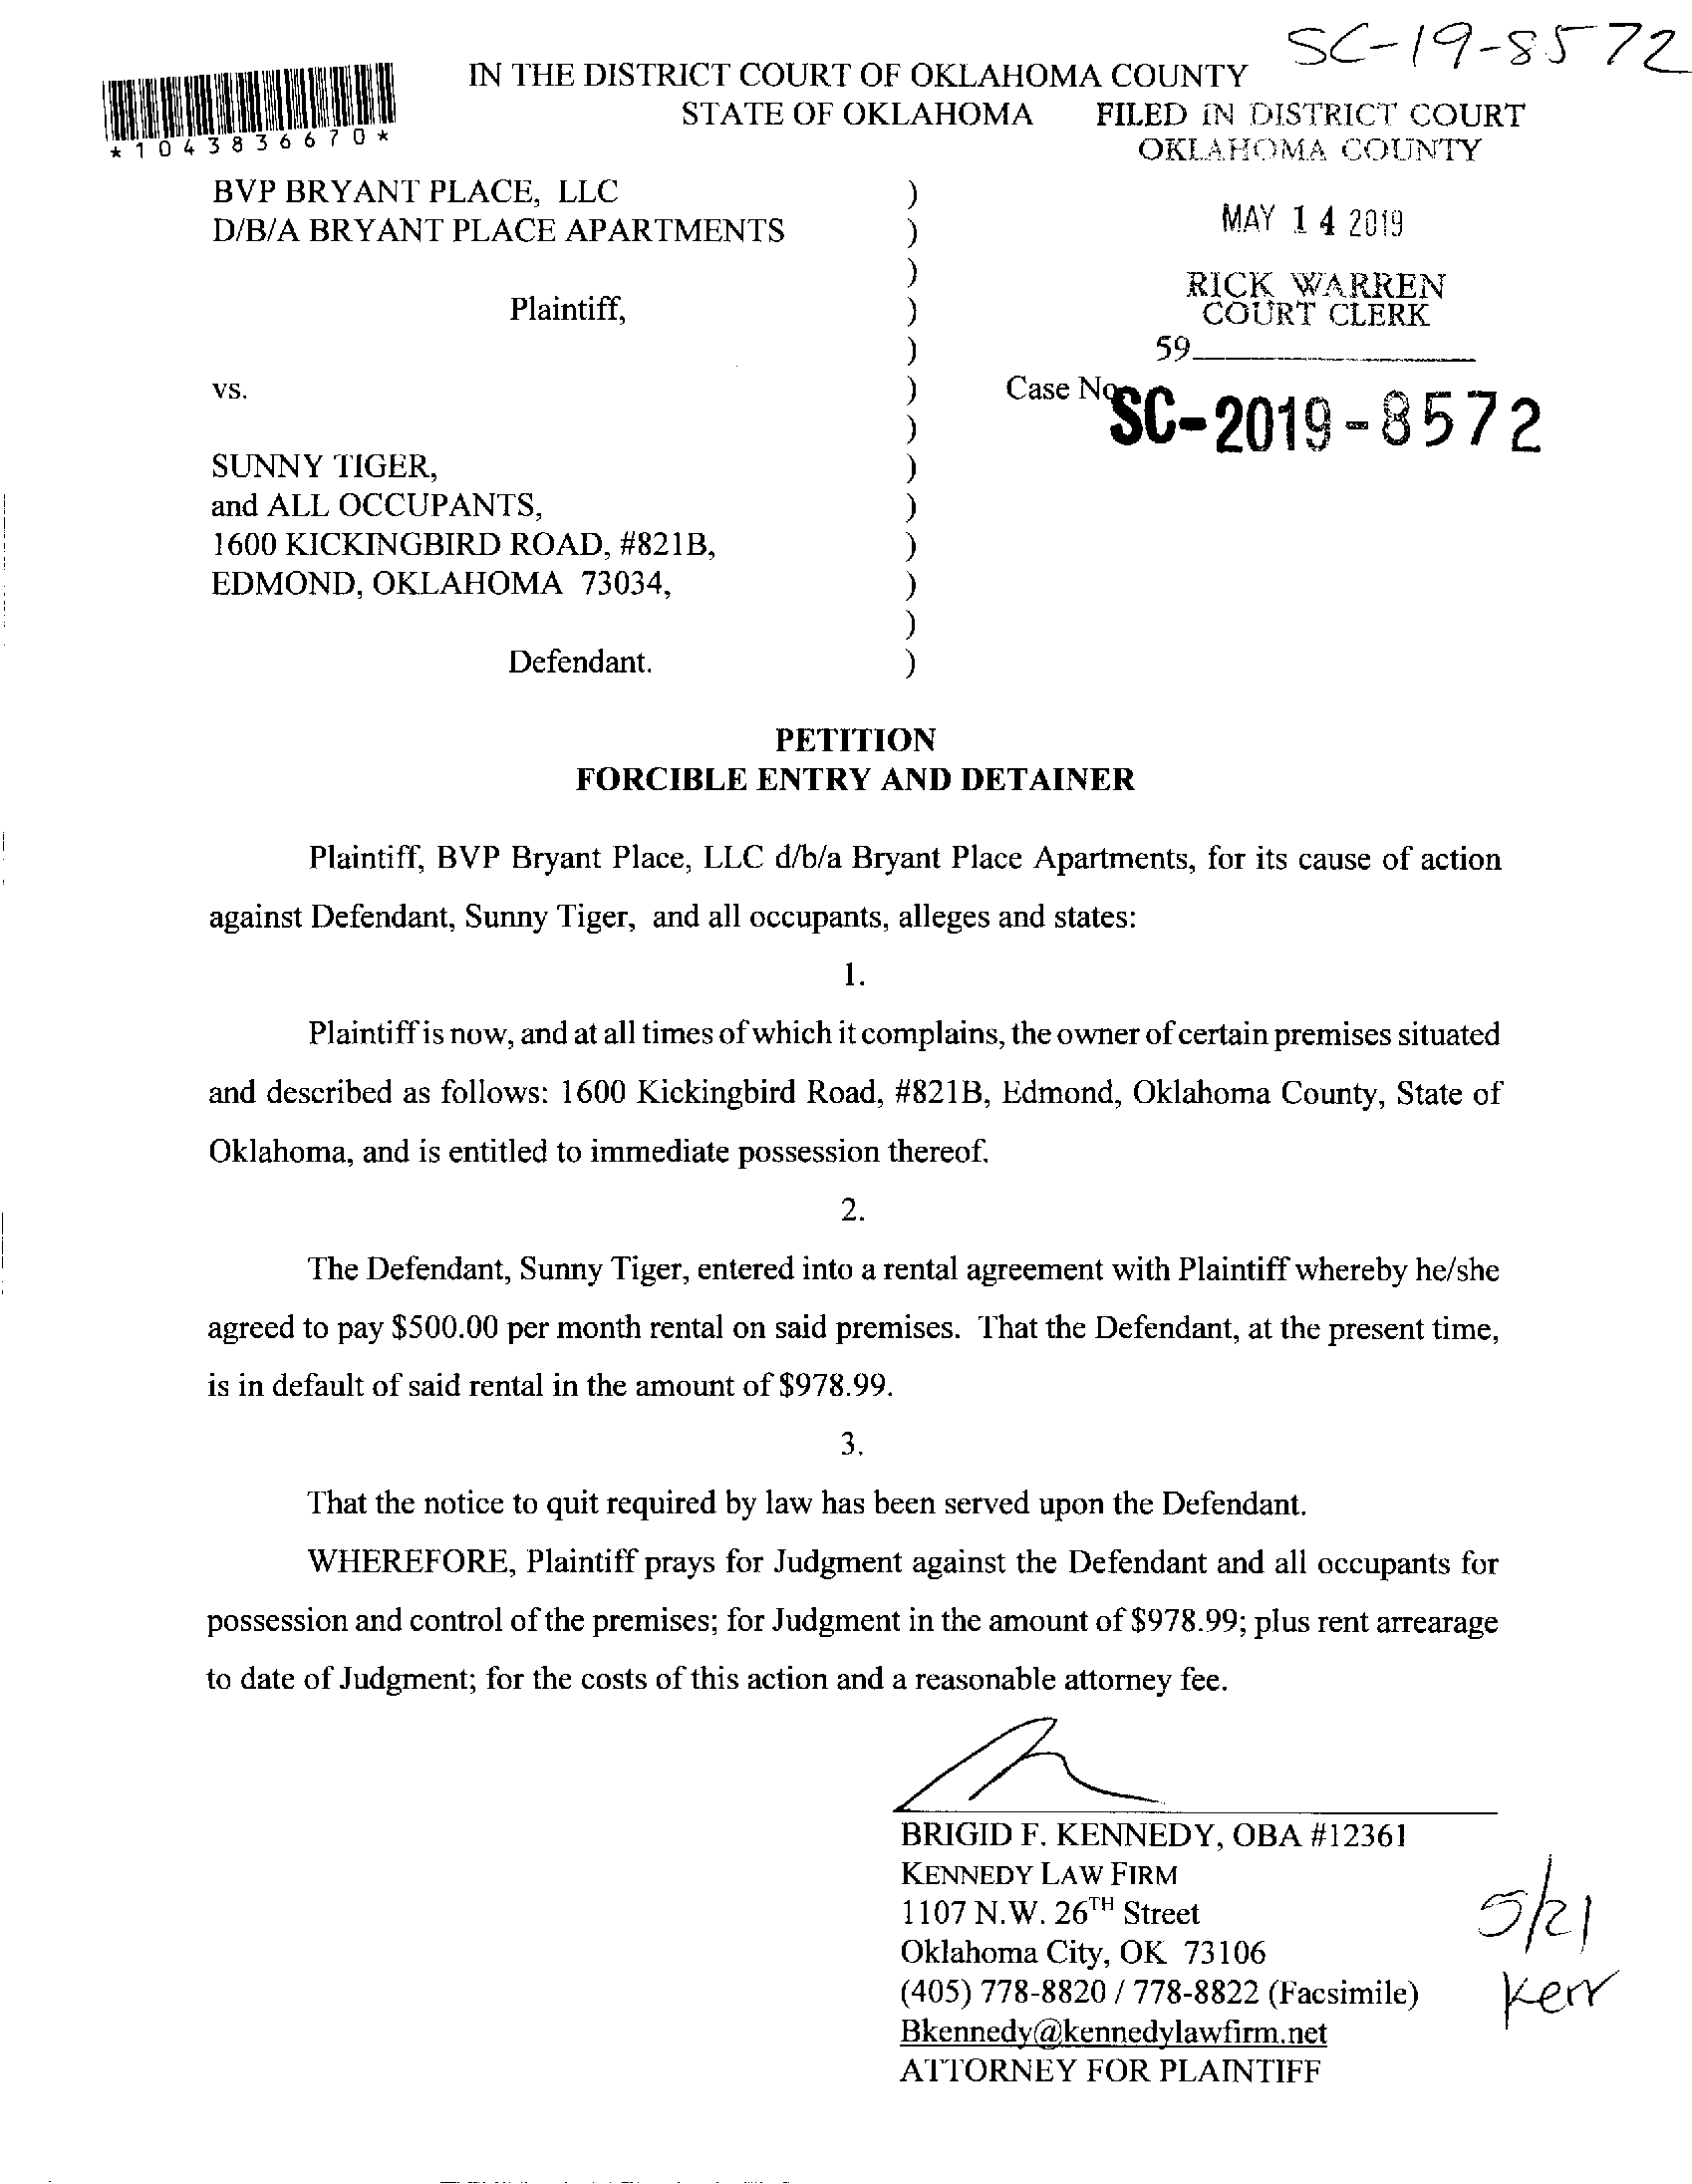 SC-19-8572
IN THE DISTRICT COURT OF OKLAHOMA COUNTY
STATE OF OKLAHOMA
FILED IN DISTRICT COURT
OKLAHOMA COUNTY
*1043836670*
MAY 14 2019
RICK WARREN
COURT CLERK
59
BVP BRYANT PLACE, LLC )
D/B/A BRYANT PLACE APARTMENTS )
)
Plaintiff, )
)
vs. ) Case No.
SC-2019-8572
)
SUNNY TIGER, )
and ALL OCCUPANTS, )
1600 KICKINGBIRD ROAD, #821B, )
EDMOND, OKLAHOMA 73034, )
)
Defendant. )
PETITION
FORCIBLE ENTRY AND DETAINER
Plaintiff, BVP Bryant Place, LLC d/b/a Bryant Place Apartments, for its cause of action
against Defendant, Sunny Tiger, and all occupants, alleges and states:
1.
Plaintiff is now, and at all times of which it complains, the owner of certain premises situated
and described as follows: 1600 Kickingbird Road, #821B, Edmond, Oklahoma County, State of
Oklahoma, and is entitled to immediate possession thereof.
2.
The Defendant, Sunny Tiger, entered into a rental agreement with Plaintiff whereby he/she
agreed to pay $500.00 per month rental on said premises. That the Defendant, at the present time,
is in default of said rental in the amount of $978.99.
3.
That the notice to quit required by law has been served upon the Defendant.
WHEREFORE, Plaintiff prays for Judgment against the Defendant and all occupants for
possession and control of the premises; for Judgment in the amount of $978.99; plus rent arrearage
to date of Judgment; for the costs of this action and a reasonable attorney fee.
BRIGID F. KENNEDY, OBA #12361
KENNEDY LAW FIRM
1107 N.W. 26TH Street
Oklahoma City, OK 73106
(405) 778-8820 / 778-8822 (Facsimile)
Bkennedy@kennedylawfirm.net
ATTORNEY FOR PLAINTIFF
5/21
Kerr